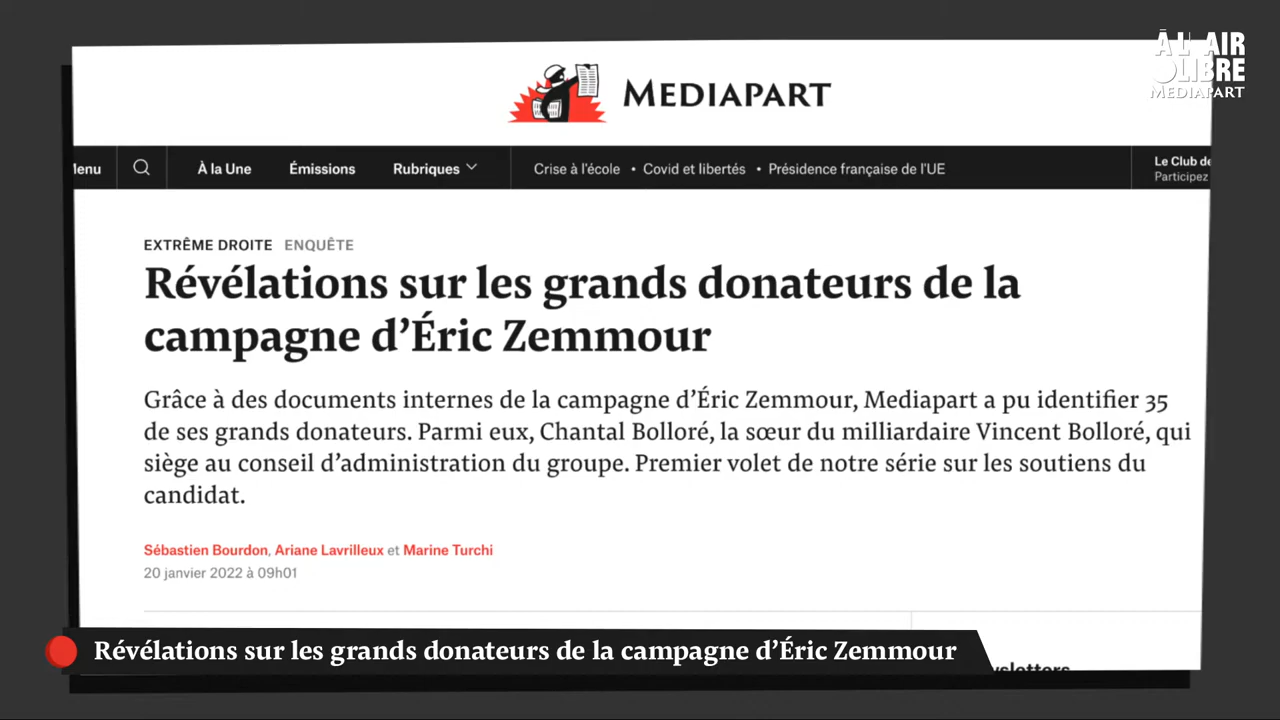 À L'AIR
LIBRE
MEDIAPART
MEDIAPART
À la Une
Émissions
Rubriques
Crise à l'école • Covid et libertés • Présidence française de l'UE
Le Club de
Participez
EXTRÊME DROITE ENQUÊTE
Révélations sur les grands donateurs de la
campagne d'Éric Zemmour
Grâce à des documents internes de la campagne d'Éric Zemmour, Mediapart a pu identifier 35
de ses grands donateurs. Parmi eux, Chantal Bolloré, la sœur du milliardaire Vincent Bolloré, qui
siège au conseil d'administration du groupe. Premier volet de notre série sur les soutiens du
candidat.
Sébastien Bourdon, Ariane Lavrilleux et Marine Turchi
20 janvier 2022 à 09h01
Révélations sur les grands donateurs de la campagne d'Éric Zemmour